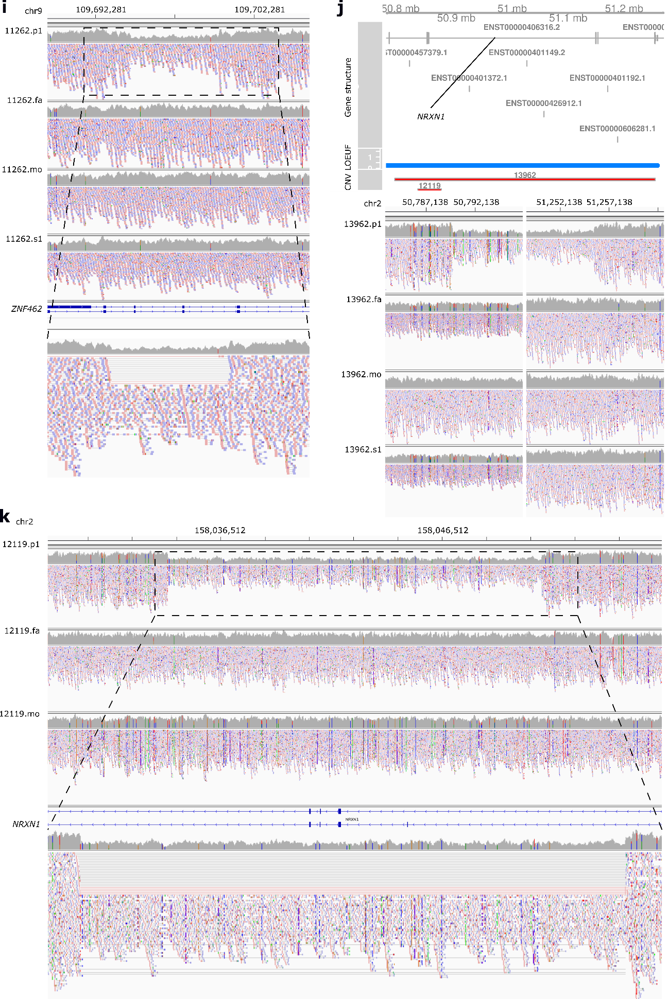 i
chr9
109,692,281
109,702,281
11262.p1
11262.fa
11262.mo
11262.s1
ZNF462
j
50.8 mb
51 mb
51.2 mb
50.9 mb
51.1 mb
ENST00000406316.2
ENST0000
ST00000457379.1
ENST00000401149.2
ENST00000401372.1
ENST00000401192.1
ENST00000426912.1
NRXN1
ENST00000606281.1
Gene structure
LOEUF
1
CNV
13962
12119
chr2
50,787,138
50,792,138
51,252,138
51,257,138
13962.p1
13962.fa
13962.mo
13962.s1
k
chr2
158,036,512
158,046,512
12119.p1
12119.fa
12119.mo
NRXN1
NRXN1